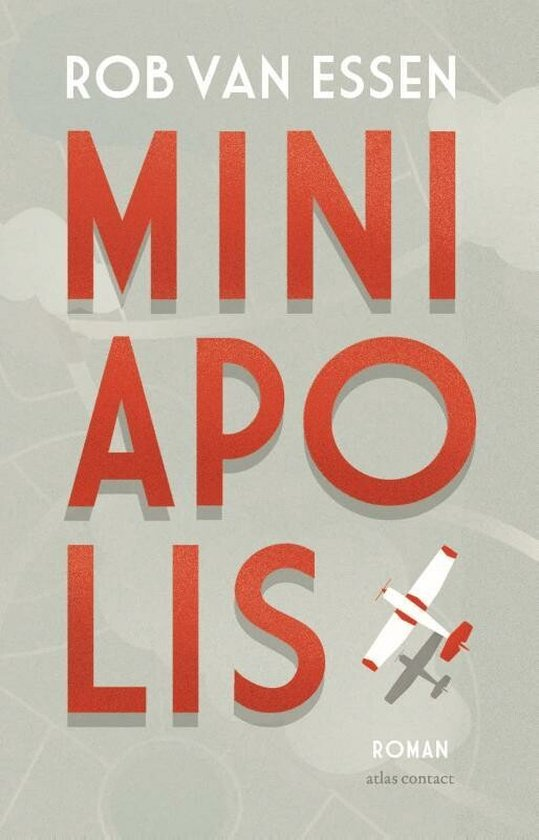 ROB VAN ESSEN
MINI
APO
LIS
ROMAN
atlas contact